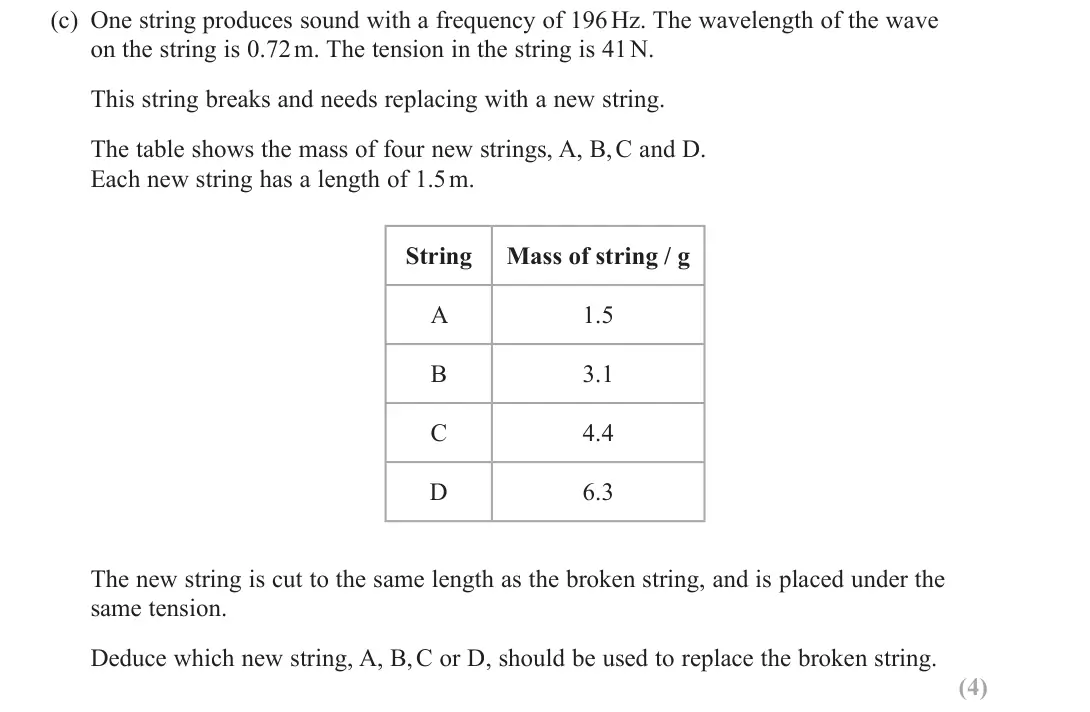 (c) One string produces sound with a frequency of 196 Hz. The wavelength of the wave
on the string is 0.72 m. The tension in the string is 41 N.
This string breaks and needs replacing with a new string.
The table shows the mass of four new strings, A, B, C and D.
Each new string has a length of 1.5 m.
String Mass of string / g
A 1.5
B 3.1
C 4.4
D 6.3
The new string is cut to the same length as the broken string, and is placed under the
same tension.
Deduce which new string, A, B, C or D, should be used to replace the broken string.
(4)